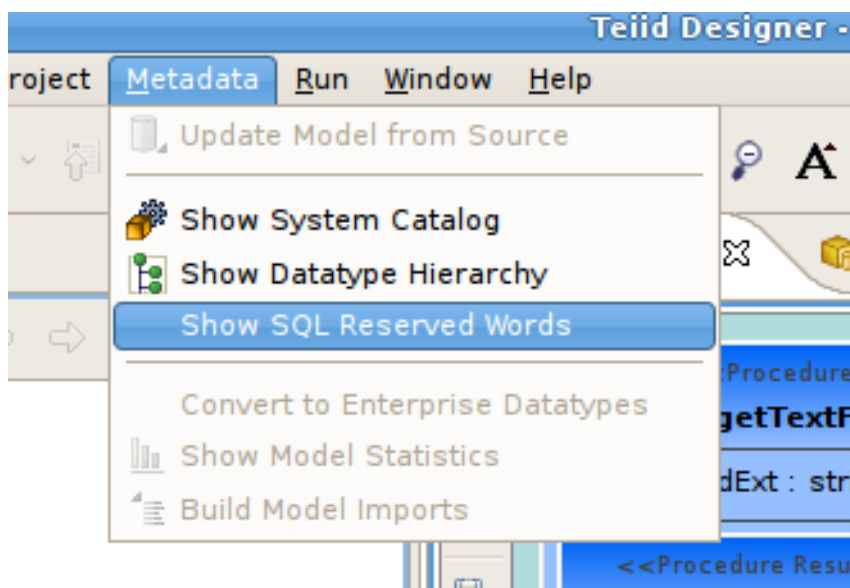 Teiid Designer -
roject Metadata Run Window Help
Update Model from Source
Show System Catalog
Show Datatype Hierarchy
Show SQL Reserved Words
Convert to Enterprise Datatypes
Show Model Statistics
Build Model Imports
Procedure
getTextF
dExt : str
<<Procedure Resu